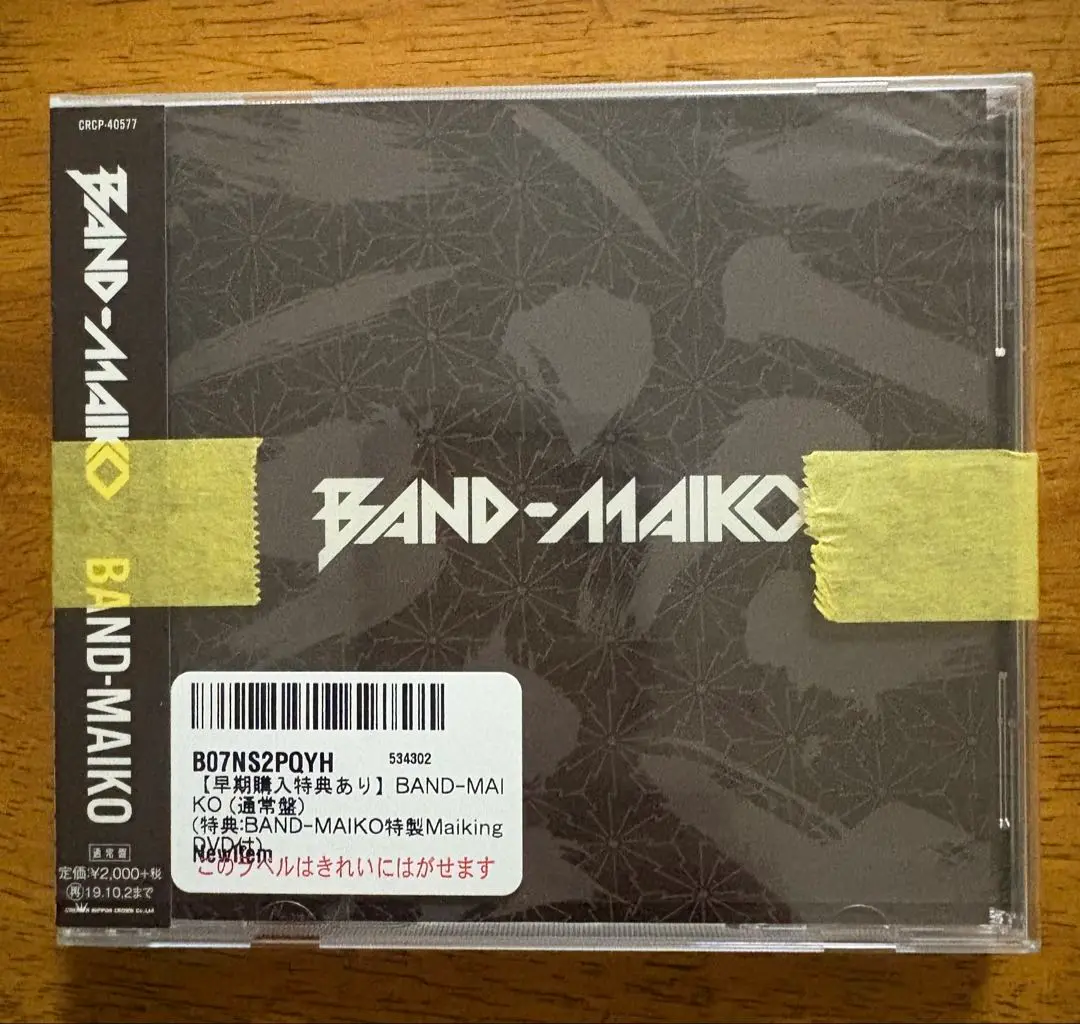 CRCP-40577
BAND-MAIKO
BAND-MAIKO
通常盤
定価:¥2,000+税
再19.10.2まで
BAND-MAIKO
B07NS2PQYH
534302
【早期購入特典あり】BAND-MAI
KO (通常盤)
(特典:BAND-MAIKO特製Maiking
DVD付)
NewItem
このラベルはきれいにはがせます